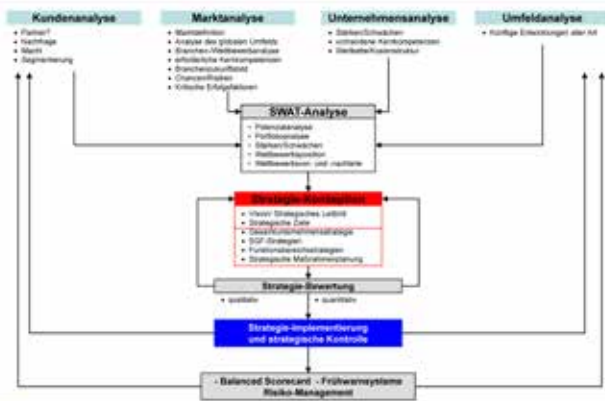 Kundenanalyse
Partner?
Nachfrage
Macht
Segmentierung
Marktanalyse
Marktdefinition
Analyse des globalen Umfelds
Branchen-/Wettbewerbsanalyse
erforderliche Kernkompetenzen
Branchenzukunftsbild
Chancen/Risiken
Kritische Erfolgsfaktoren
Unternehmensanalyse
Stärken/Schwächen
vorhandene Kernkompetenzen
Wertkette/Kostenstruktur
Umfeldanalyse
Künftige Entwicklungen aller Art
SWAT-Analyse
Potenzialanalyse
Portfolioanalyse
Stärken/Schwächen
Wettbewerbsposition
Wettbewerbsvor- und -nachteile
Strategie-Konzeption
Vision/ Strategisches Leitbild
Strategische Ziele
Gesamtunternehmensstrategie
SGF-Strategien
Funktionsbereichsstrategien
Strategische Maßnahmenplanung
Strategie-Bewertung
qualitativ
quantitativ
Strategie-Implementierung
und strategische Kontrolle
- Balanced Scorecard - Frühwarnsysteme
Risiko-Management